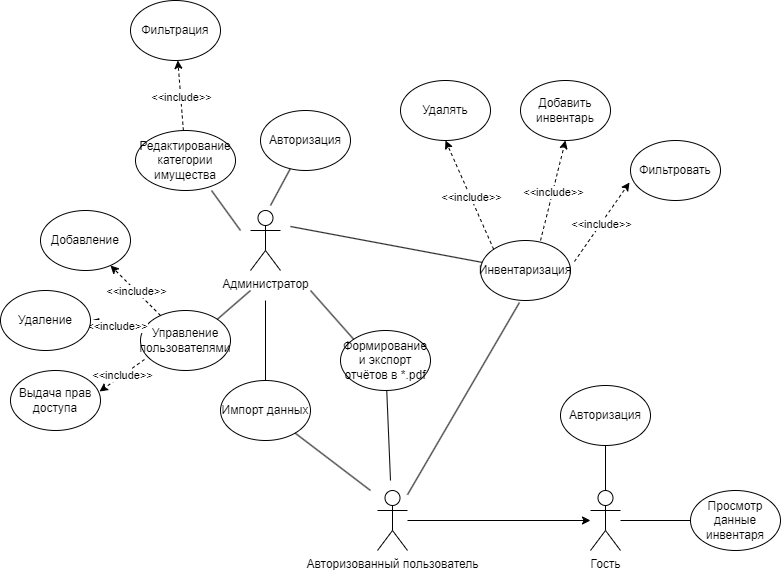 Фильтрация
<<include>>
Редактирование
категории
имущества
Авторизация
Удалять
Добавить
инвентарь
Фильтровать
<<include>>
<<include>>
<<include>>
Инвентаризация
Администратор
Добавление
<<include>>
Удаление
<<include>>
Управление
пользователями
<<include>>
Выдача прав
доступа
Формирование
и экспорт
отчётов в *.pdf
Импорт данных
Авторизация
Просмотр
данные
инвентаря
Авторизованный пользователь
Гость